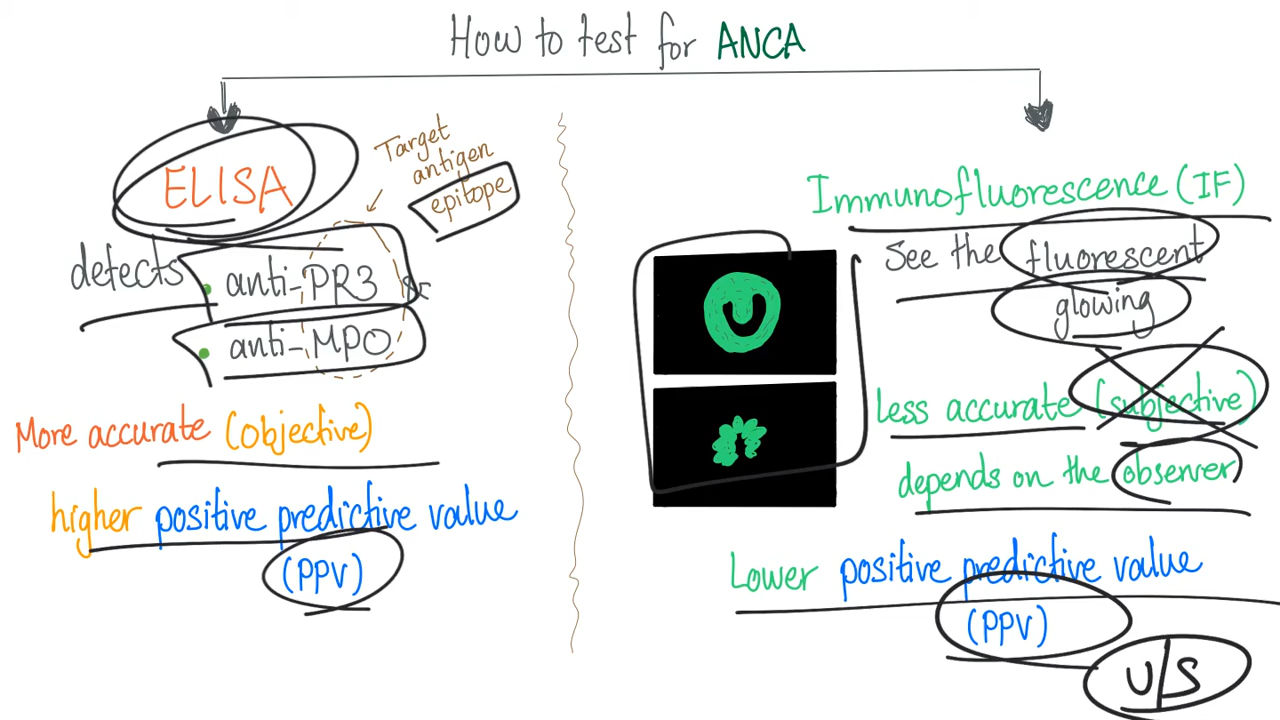 How to test for ANCA
ELISA
Target
antigen
epitope
detects
anti-PR3 &
anti-MPO
More accurate (objective)
higher positive predictive value
(PPV)
Immunofluorescence (IF)
See the fluorescent
glowing
less accurate (subjective)
depends on the observer
Lower positive predictive value
(PPV)
U/S